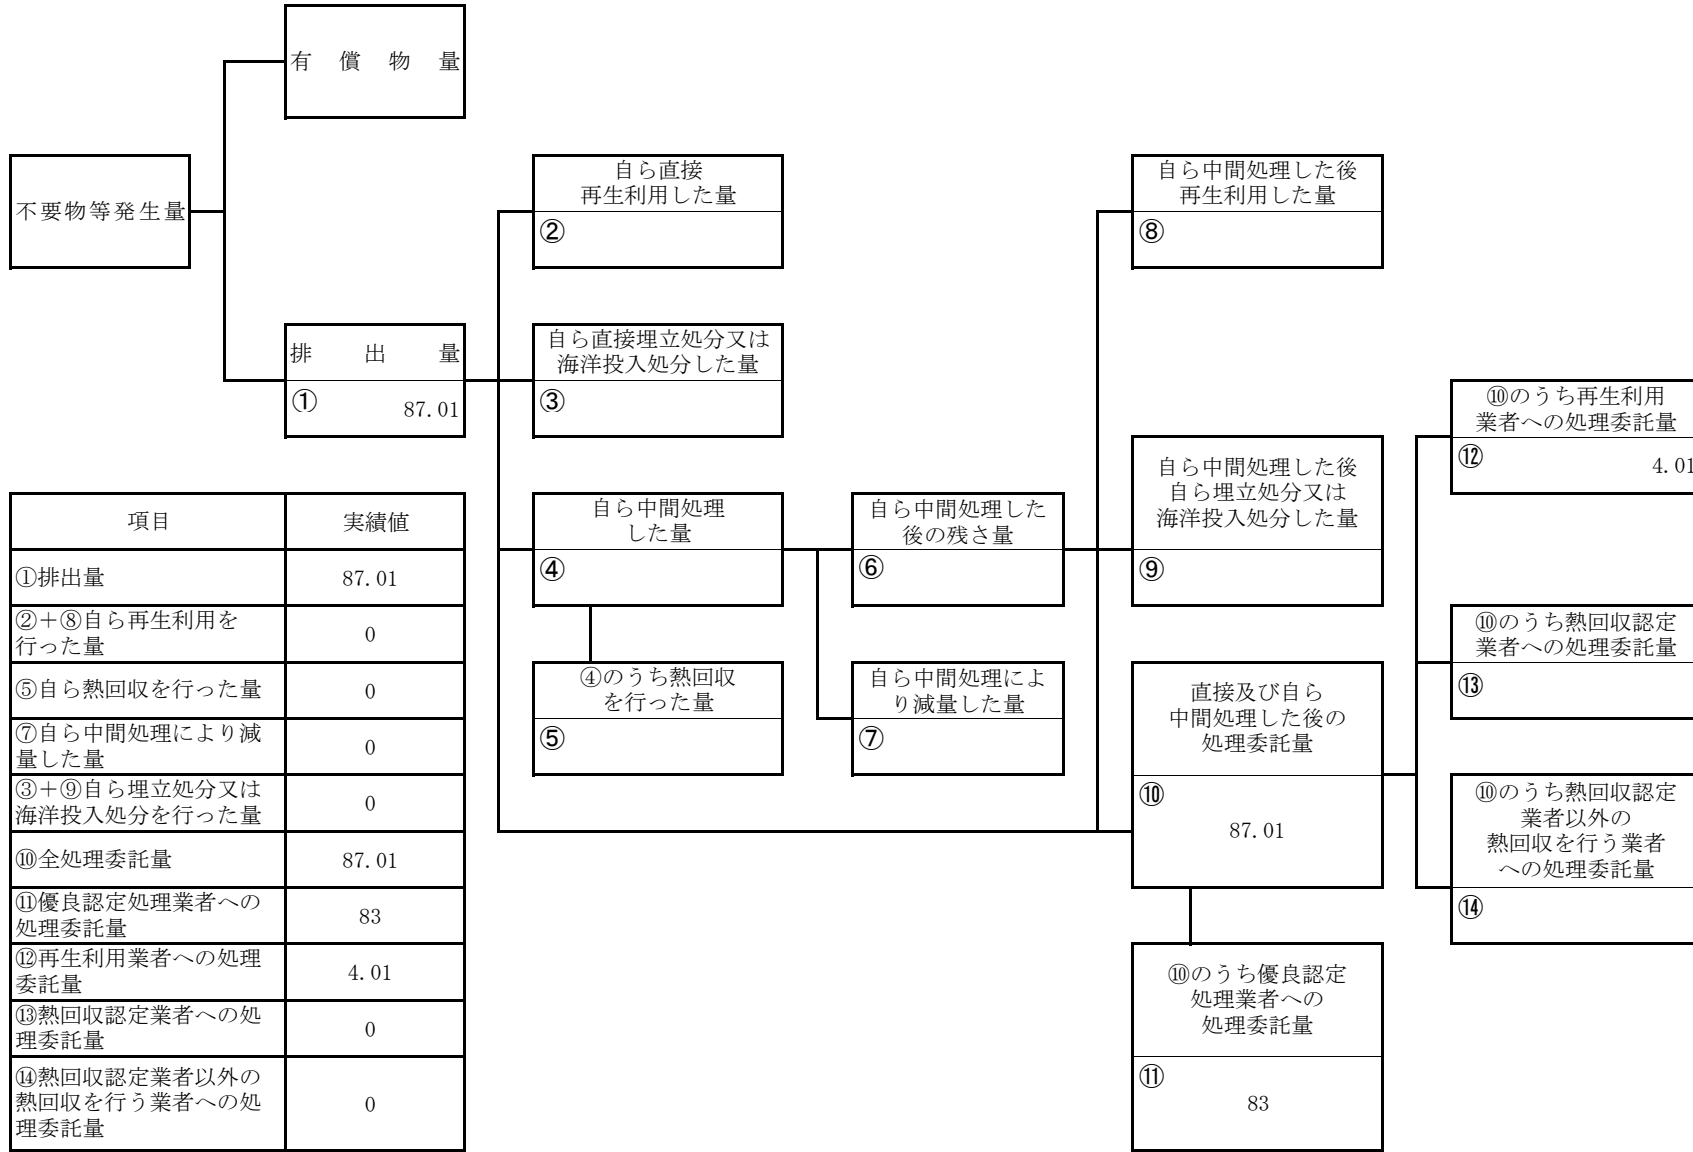 有償物量
不要物等発生量
排出量
① 87.01
自ら直接
再生利用した量
②
自ら直接埋立処分又は
海洋投入処分した量
③
自ら中間処理
した量
④
④のうち熱回収
を行った量
⑤
自ら中間処理した
後の残さ量
⑥
自ら中間処理によ
り減量した量
⑦
自ら中間処理した後
再生利用した量
⑧
自ら中間処理した後
自ら埋立処分又は
海洋投入処分した量
⑨
直接及び自ら
中間処理した後の
処理委託量
⑩
87.01
⑩のうち優良認定
処理業者への
処理委託量
⑪
83
⑩のうち再生利用
業者への処理委託量
⑫ 4.01
⑩のうち熱回収認定
業者への処理委託量
⑬
⑩のうち熱回収認定
業者以外の
熱回収を行う業者
への処理委託量
⑭
項目 実績値
①排出量 87.01
②+⑧自ら再生利用を
行った量 0
⑤自ら熱回収を行った量 0
⑦自ら中間処理により減
量した量 0
③+⑨自ら埋立処分又は
海洋投入処分を行った量 0
⑩全処理委託量 87.01
⑪優良認定処理業者への
処理委託量 83
⑫再生利用業者への処理
委託量 4.01
⑬熱回収認定業者への処
理委託量 0
⑭熱回収認定業者以外の
熱回収を行う業者への処
理委託量 0